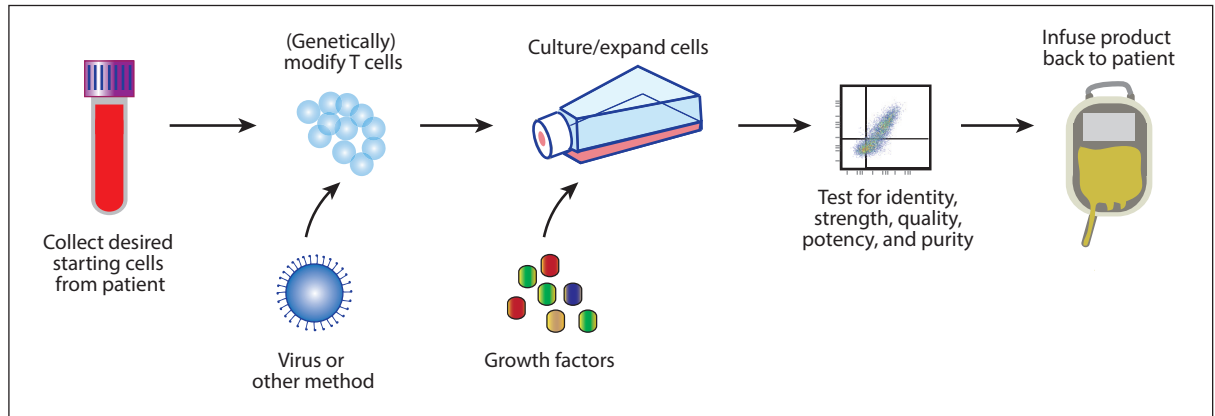 Collect desired
starting cells
from patient
(Genetically)
modify T cells
Virus or
other method
Culture/expand cells
Growth factors
Test for identity,
strength, quality,
potency, and purity
Infuse product
back to patient